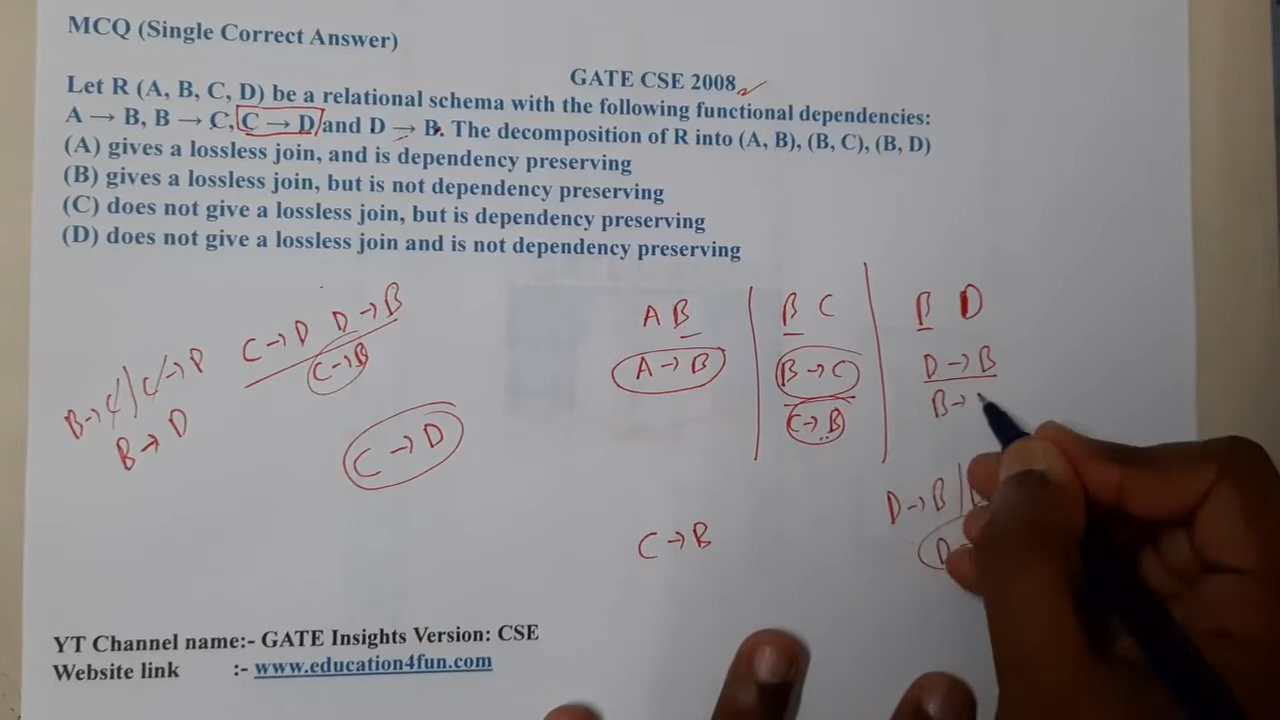 MCQ (Single Correct Answer)
GATE CSE 2008
Let R (A, B, C, D) be a relational schema with the following functional dependencies:
A → B, B → C, C → D and D → B. The decomposition of R into (A, B), (B, C), (B, D)
(A) gives a lossless join, and is dependency preserving
(B) gives a lossless join, but is not dependency preserving
(C) does not give a lossless join, but is dependency preserving
(D) does not give a lossless join and is not dependency preserving
B → C C → D
B → D
C → D D → B
C → B
C → D
A B
A → B
B C
B → C
C → B
B D
D → B
B →
D → B
C → B
YT Channel name:- GATE Insights Version: CSE
Website link :- www.education4fun.com